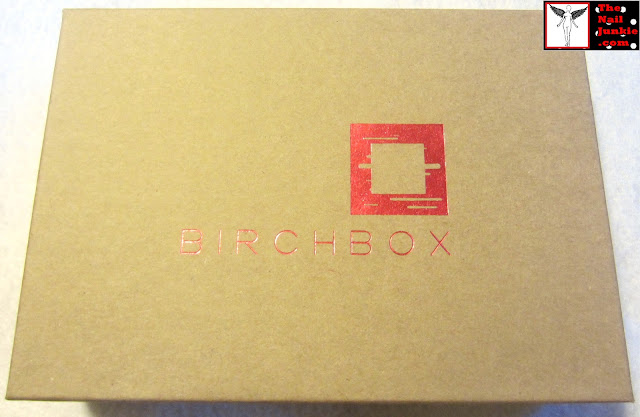 The
Nail
Junkie
.com
BIRCHBOX